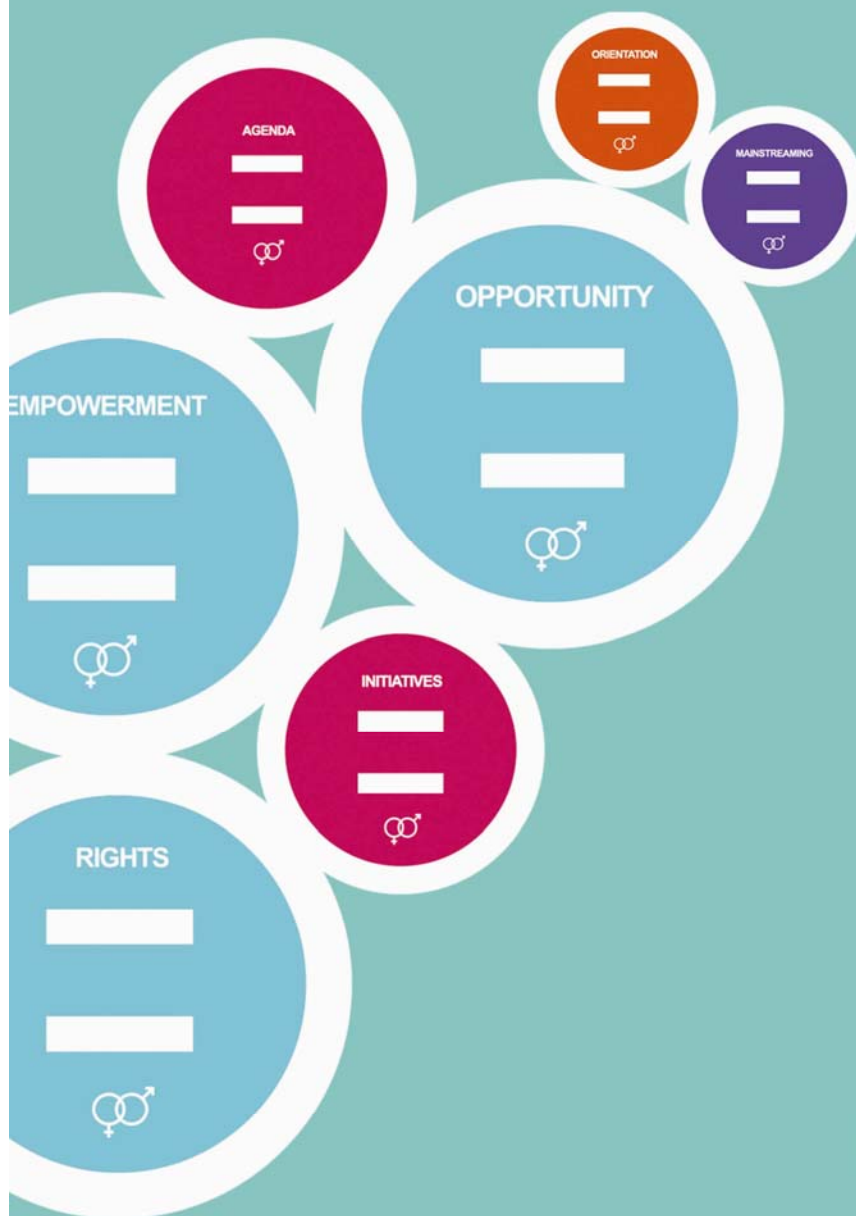 ORIENTATION
AGENDA
MAINSTREAMING
OPPORTUNITY
EMPOWERMENT
INITIATIVES
RIGHTS